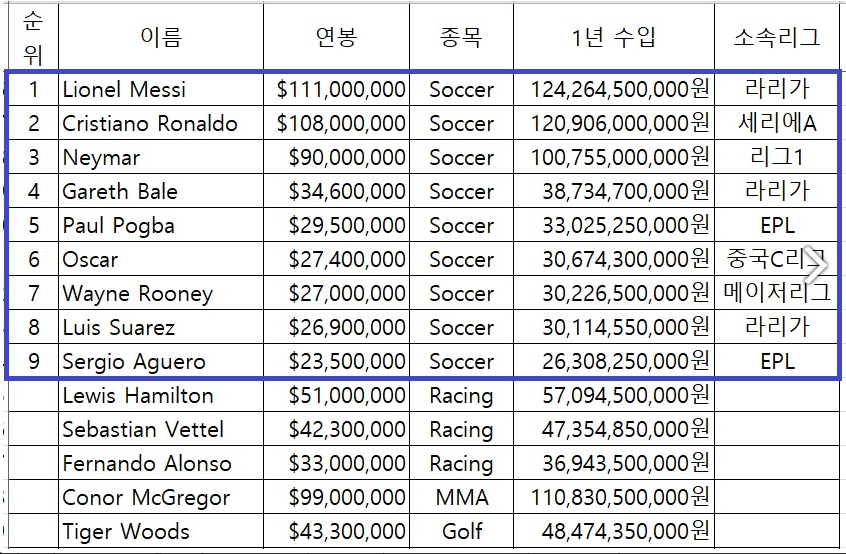 순위 이름 연봉 종목 1년 수입 소속리그
1 Lionel Messi $111,000,000 Soccer 124,264,500,000원 라리가
2 Cristiano Ronaldo $108,000,000 Soccer 120,906,000,000원 세리에A
3 Neymar $90,000,000 Soccer 100,755,000,000원 리그1
4 Gareth Bale $34,600,000 Soccer 38,734,700,000원 라리가
5 Paul Pogba $29,500,000 Soccer 33,025,250,000원 EPL
6 Oscar $27,400,000 Soccer 30,674,300,000원 중국C리그
7 Wayne Rooney $27,000,000 Soccer 30,226,500,000원 메이저리그
8 Luis Suarez $26,900,000 Soccer 30,114,550,000원 라리가
9 Sergio Aguero $23,500,000 Soccer 26,308,250,000원 EPL
Lewis Hamilton $51,000,000 Racing 57,094,500,000원
Sebastian Vettel $42,300,000 Racing 47,354,850,000원
Fernando Alonso $33,000,000 Racing 36,943,500,000원
Conor McGregor $99,000,000 MMA 110,830,500,000원
Tiger Woods $43,300,000 Golf 48,474,350,000원